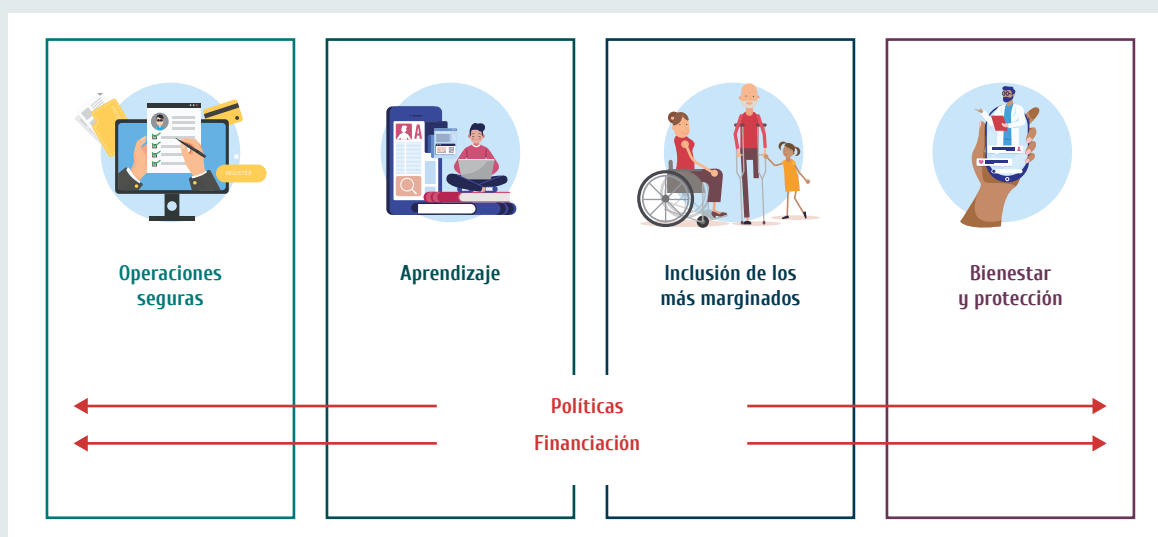 Operaciones
seguras
Aprendizaje
Inclusión de los
más marginados
Bienestar
y protección
Políticas
Financiación